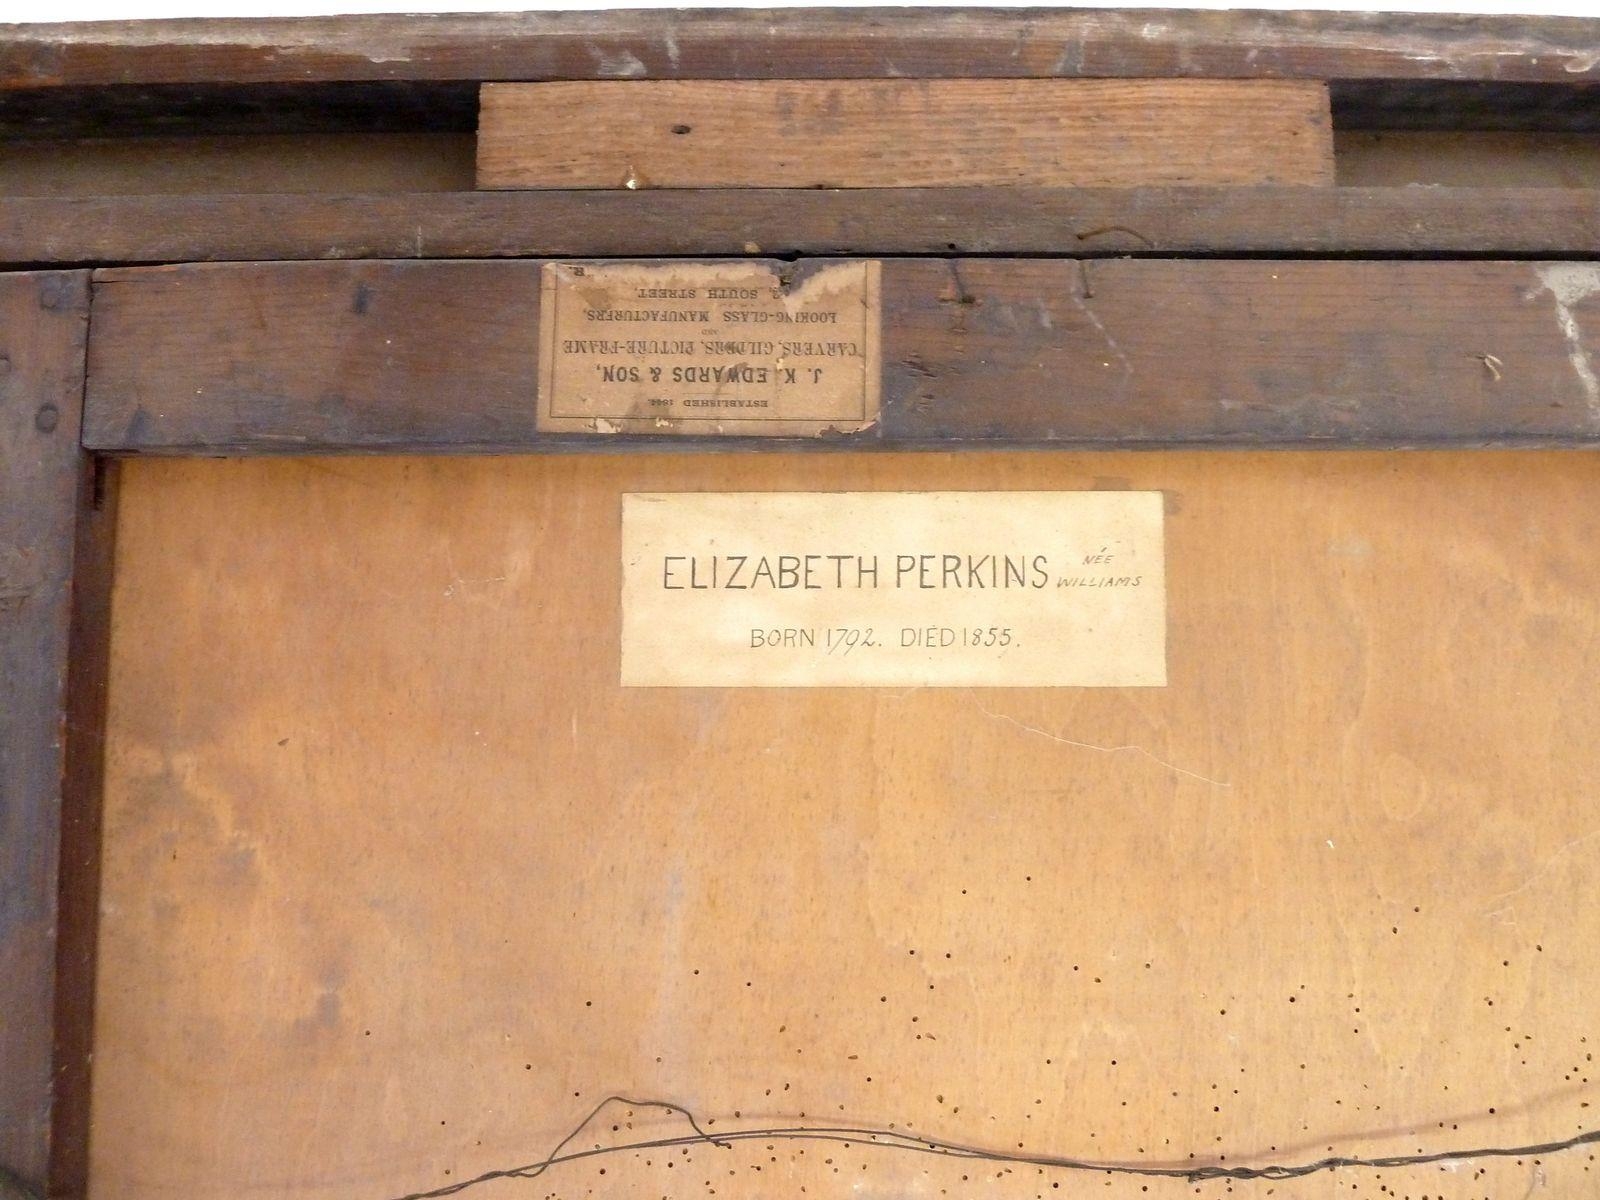 ESTABLISHED 1844.
J. K. EDWARDS & SON,
CARVERS, GILDERS, PICTURE-FRAME
AND
LOOKING-GLASS MANUFACTURERS,
SOUTH STREET,
ELIZABETH PERKINS NÉE WILLIAMS
BORN 1792. DIED 1855.